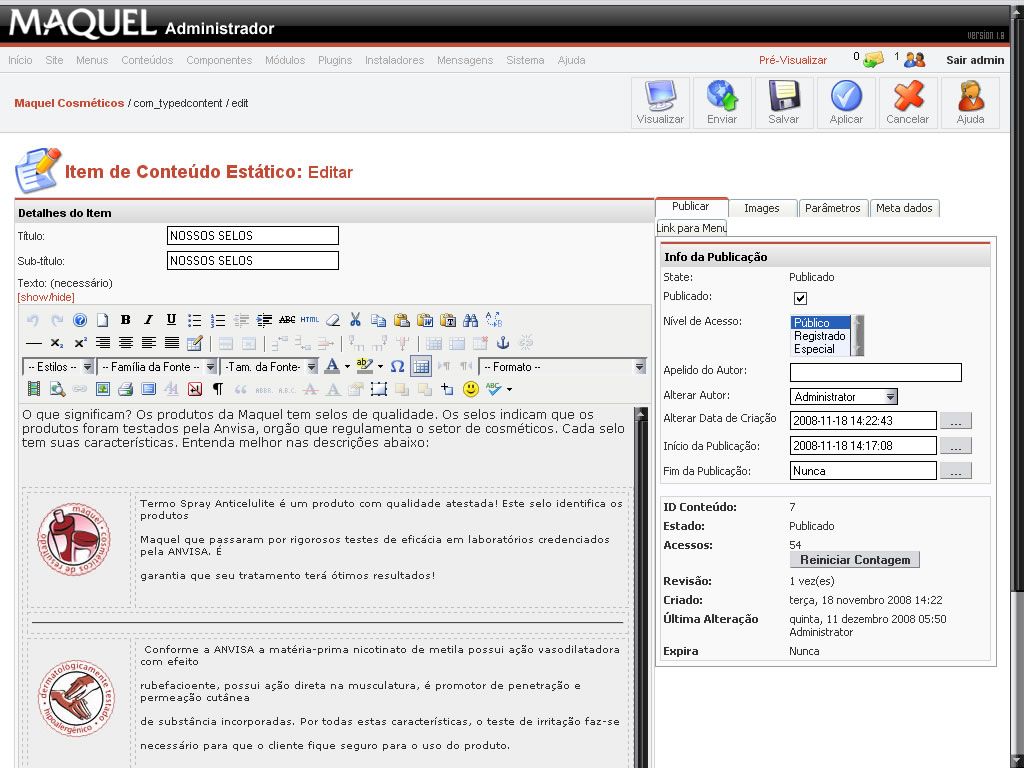 MAQUEL Administrador
version 1.0
Início Site Menus Conteúdos Componentes Módulos Plugins Instaladores Mensagens Sistema Ajuda
Pré-Visualizar 0 1 Sair admin
Maquel Cosméticos / com_typedcontent / edit
Visualizar Enviar Salvar Aplicar Cancelar Ajuda
Item de Conteúdo Estático: Editar
Detalhes do Item
Título: NOSSOS SELOS
Sub-título: NOSSOS SELOS
Texto: (necessário)
[show/hide]
B I U ABC HTML
-- Estilos -- -- Família da Fonte -- -Tam. da Fonte- A ab Ω -- Formato --
ABBR A.B.C. A A ABC
O que significam? Os produtos da Maquel tem selos de qualidade. Os selos indicam que os
produtos foram testados pela Anvisa, orgão que regulamenta o setor de cosméticos. Cada selo
tem suas características. Entenda melhor nas descrições abaixo:
máquel • cosméticos de resultado
Termo Spray Anticelulite é um produto com qualidade atestada! Este selo identifica os
produtos
Maquel que passaram por rigorosos testes de eficácia em laboratórios credenciados
pela ANVISA. É
garantia que seu tratamento terá ótimos resultados!
dermatologicamente testado
hipoalergênico
Conforme a ANVISA a matéria-prima nicotinato de metila possui ação vasodilatadora
com efeito
rubefacioente, possui ação direta na musculatura, é promotor de penetração e
permeação cutânea
de substância incorporadas. Por todas estas características, o teste de irritação faz-se
necessário para que o cliente fique seguro para o uso do produto.
Publicar Images Parâmetros Meta dados
Link para Menu
Info da Publicação
State: Publicado
Publicado:
Nível de Acesso: Público
Registrado
Especial
Apelido do Autor:
Alterar Autor: Administrator
Alterar Data de Criação 2008-11-18 14:22:43 ...
Início da Publicação: 2008-11-18 14:17:08 ...
Fim da Publicação: Nunca ...
ID Conteúdo: 7
Estado: Publicado
Acessos: 54
Reiniciar Contagem
Revisão: 1 vez(es)
Criado: terça, 18 novembro 2008 14:22
Última Alteração quinta, 11 dezembro 2008 05:50
Administrator
Expira Nunca